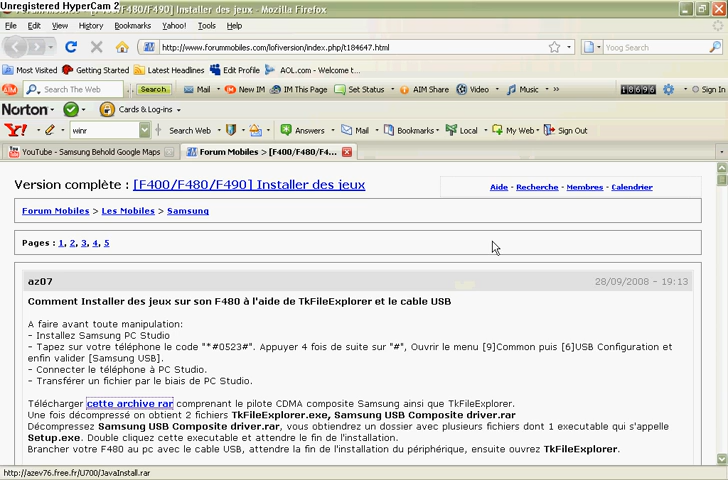 Unregistered HyperCam 2
[F400/F480/F490] Installer des jeux - Mozilla Firefox
File Edit View History Bookmarks Yahoo! Tools Help
http://www.forummobiles.com/lofiversion/index.php/t184647.html
Yoog Search
Most Visited Getting Started Latest Headlines Edit Profile AOL.com - Welcome t...
Search The Web Search Mail New IM IM This Page Set Status AIM Share Video Music » 18696 Sign In
Norton Cards & Log-ins
Y! winr Search Web Answers Mail Bookmarks Local My Web Sign Out
YouTube - Samsung Behold Google Maps
Forum Mobiles > [F400/F480/F4...
Version complète : [F400/F480/F490] Installer des jeux
Aide - Recherche - Membres - Calendrier
Forum Mobiles > Les Mobiles > Samsung
Pages : 1, 2, 3, 4, 5
az07 28/09/2008 - 19:13
Comment Installer des jeux sur son F480 à l'aide de TkFileExplorer et le cable USB
A faire avant toute manipulation:
- Installez Samsung PC Studio
- Tapez sur votre téléphone le code "*#0523#". Appuyer 4 fois de suite sur "#", Ouvrir le menu [9]Common puis [6]USB Configuration et
enfin valider [Samsung USB].
- Connecter le téléphone à PC Studio.
- Transférer un fichier par le biais de PC Studio.
Télécharger cette archive rar comprenant le pilote CDMA composite Samsung ainsi que TkFileExplorer.
Une fois décompressé on obtient 2 fichiers TkFileExplorer.exe, Samsung USB Composite driver.rar
Décompressez Samsung USB Composite driver.rar, vous obtiendrez un dossier avec plusieurs fichiers dont 1 executable qui s'appelle
Setup.exe. Double cliquez cette executable et attendre le fin de l'installation.
Brancher votre F480 au pc avec le cable USB, attendre la fin de l'installation du périphérique, ensuite ouvrez TkFileExplorer.
http://azev76.free.fr/U700/JavaInstall.rar